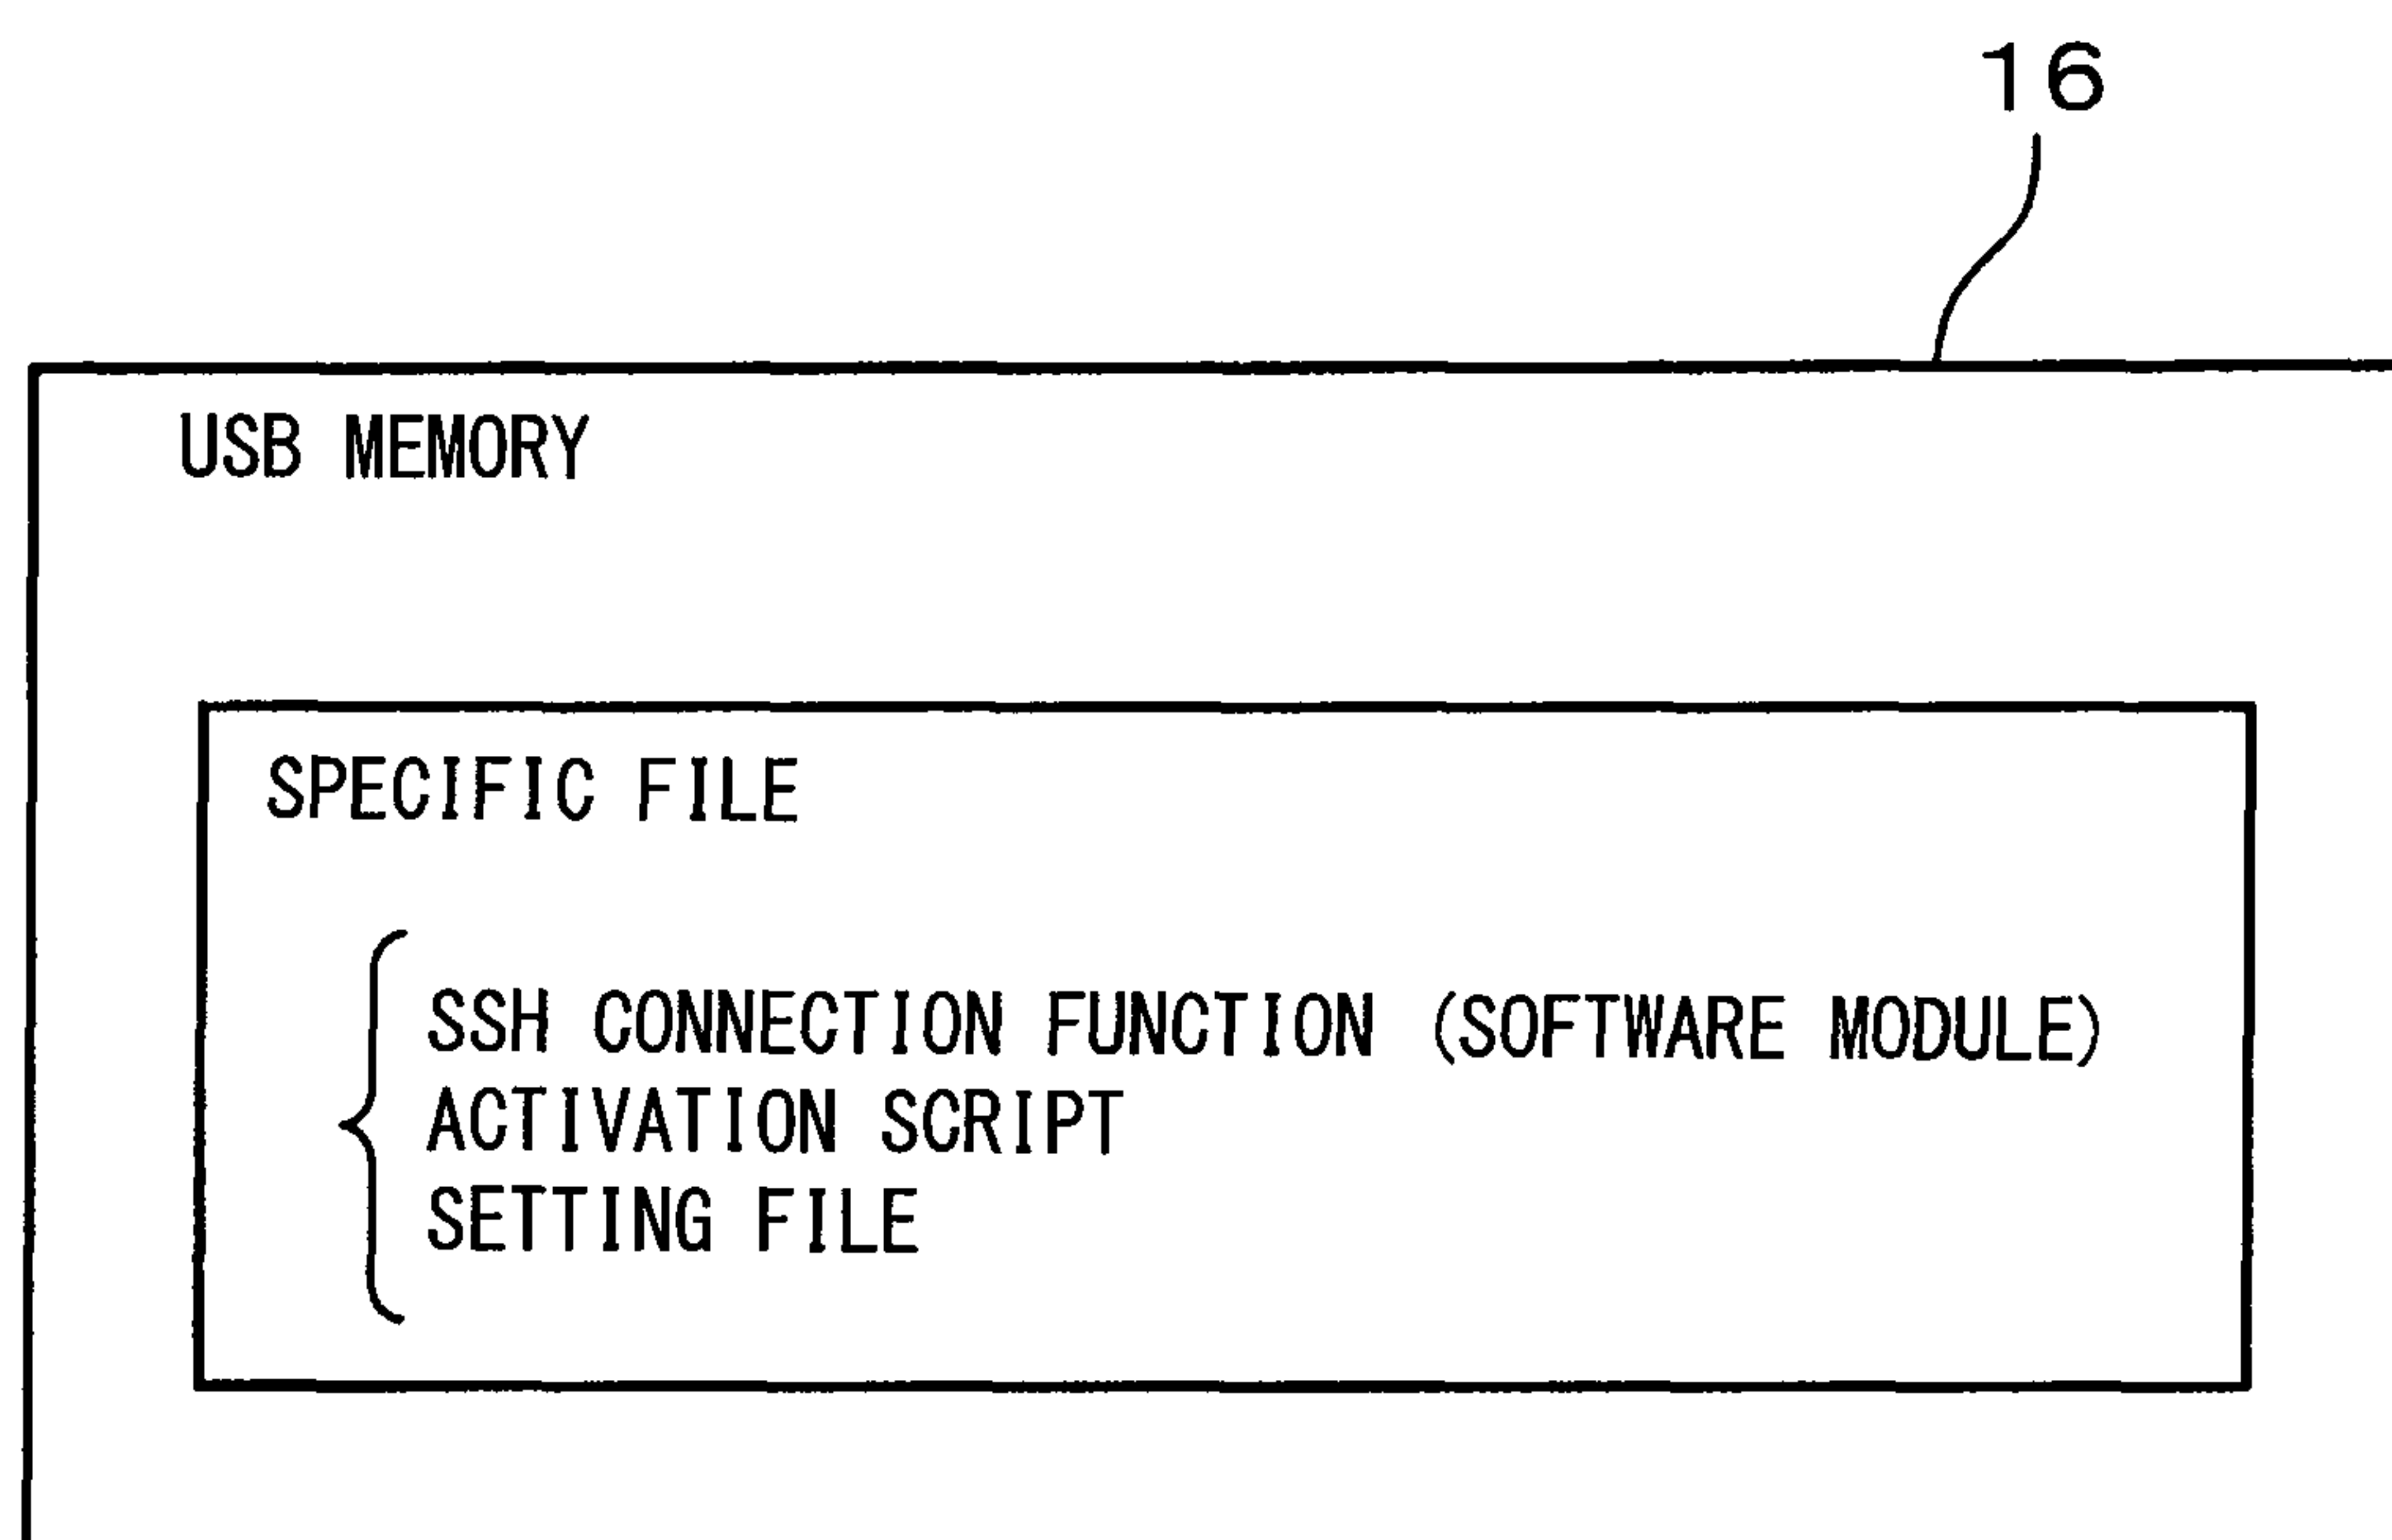 16
USB MEMORY
SPECIFIC FILE
SSH CONNECTION FUNCTION (SOFTWARE MODULE)
ACTIVATION SCRIPT
SETTING FILE